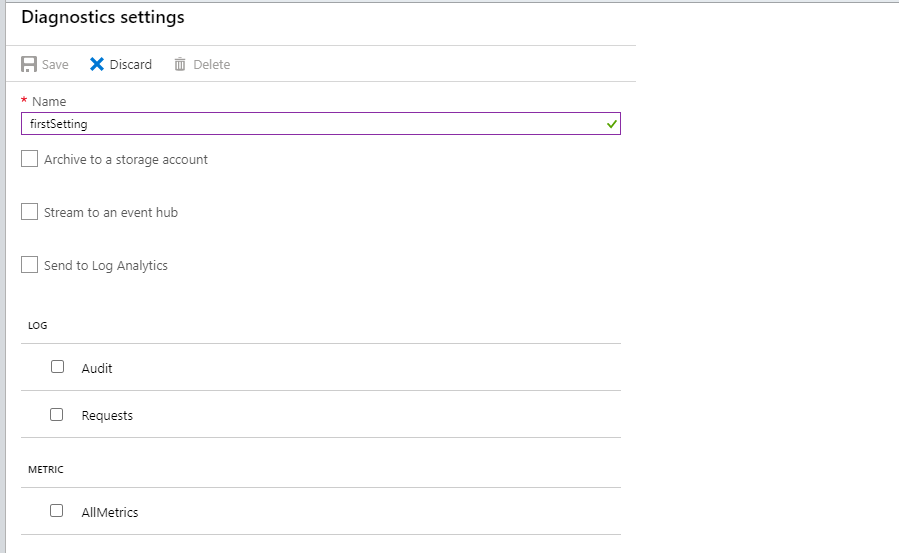 Diagnostics settings
Save Discard Delete
* Name
firstSetting
Archive to a storage account
Stream to an event hub
Send to Log Analytics
LOG
Audit
Requests
METRIC
AllMetrics